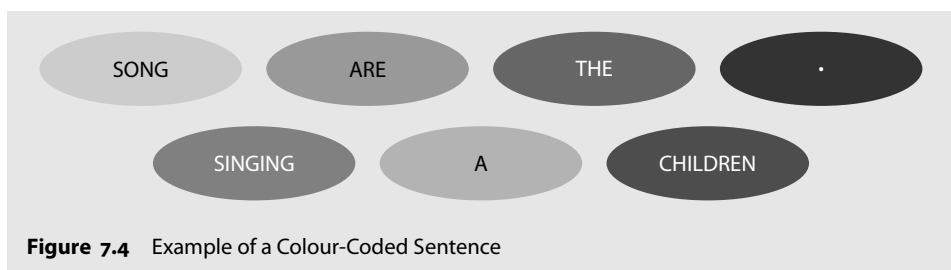 SONG ARE THE .
SINGING A CHILDREN
Figure 7.4 Example of a Colour-Coded Sentence